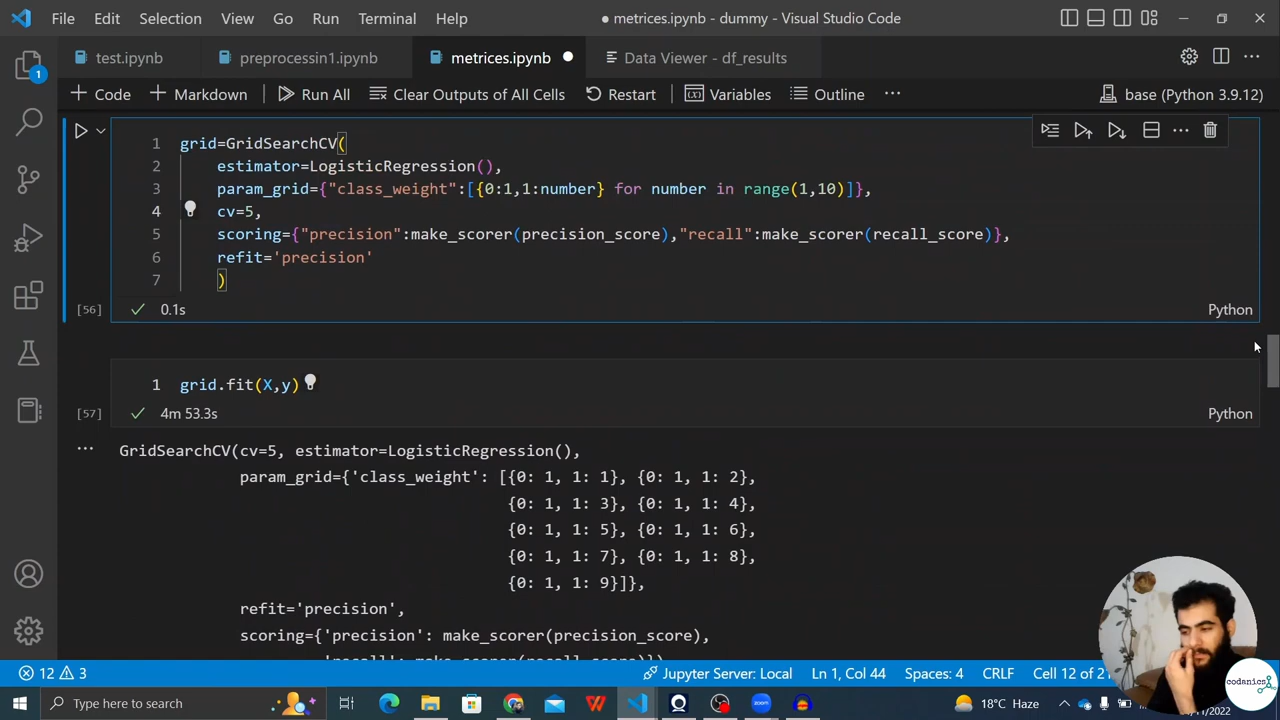 File Edit Selection View Go Run Terminal Help ● metrices.ipynb - dummy - Visual Studio Code
test.ipynb preprocessin1.ipynb metrices.ipynb Data Viewer - df_results
1
+ Code + Markdown Run All Clear Outputs of All Cells Restart Variables Outline ... base (Python 3.9.12)
1 grid=GridSearchCV(
2 estimator=LogisticRegression(),
3 param_grid={"class_weight":[{0:1,1:number} for number in range(1,10)]},
4 cv=5,
5 scoring={"precision":make_scorer(precision_score),"recall":make_scorer(recall_score)},
6 refit='precision'
7 )
[56] 0.1s Python
1 grid.fit(X,y)
[57] 4m 53.3s Python
GridSearchCV(cv=5, estimator=LogisticRegression(),
param_grid={'class_weight': [{0: 1, 1: 1}, {0: 1, 1: 2},
{0: 1, 1: 3}, {0: 1, 1: 4},
{0: 1, 1: 5}, {0: 1, 1: 6},
{0: 1, 1: 7}, {0: 1, 1: 8},
{0: 1, 1: 9}]},
refit='precision',
scoring={'precision': make_scorer(precision_score),
'recall': make_scorer(recall_score)})
12 3 Jupyter Server: Local Ln 1, Col 44 Spaces: 4 CRLF Cell 12 of 2
codanics
Type here to search 18°C Haze